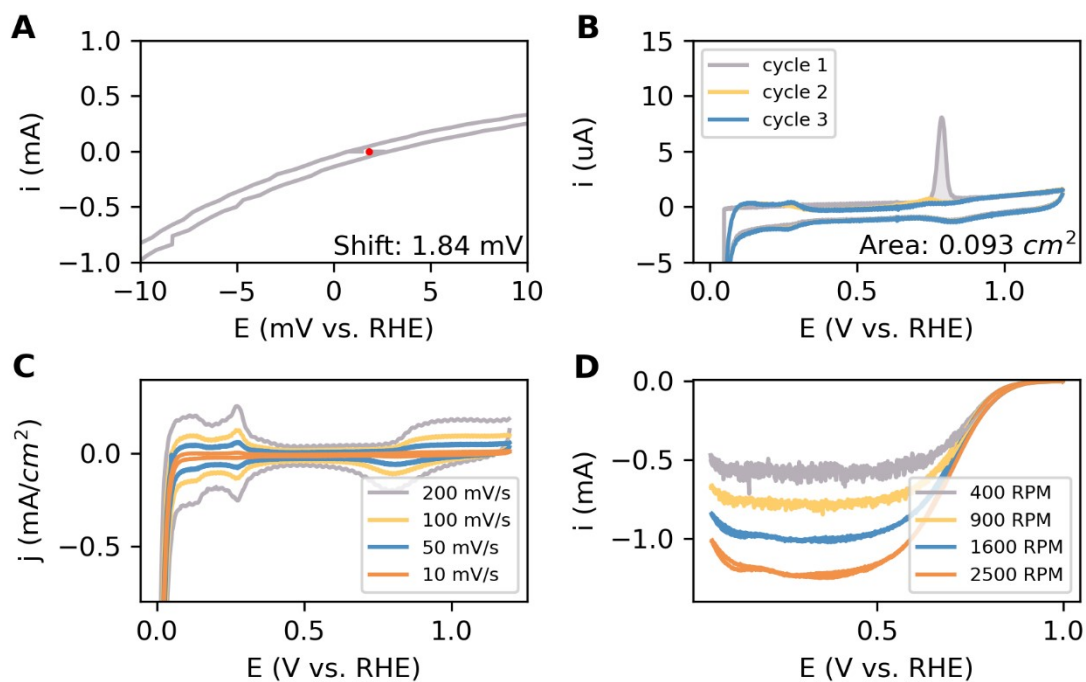 A
1.0
0.5
0.0
−0.5
−1.0
i (mA)
Shift: 1.84 mV
−10
−5
0
5
10
E (mV vs. RHE)
B
15
10
5
0
−5
i (uA)
cycle 1
cycle 2
cycle 3
Area: 0.093 cm²
0.0
0.5
1.0
E (V vs. RHE)
C
0.0
−0.5
j (mA/cm²)
200 mV/s
100 mV/s
50 mV/s
10 mV/s
0.0
0.5
1.0
E (V vs. RHE)
D
0.0
−0.5
−1.0
i (mA)
400 RPM
900 RPM
1600 RPM
2500 RPM
0.5
1.0
E (V vs. RHE)